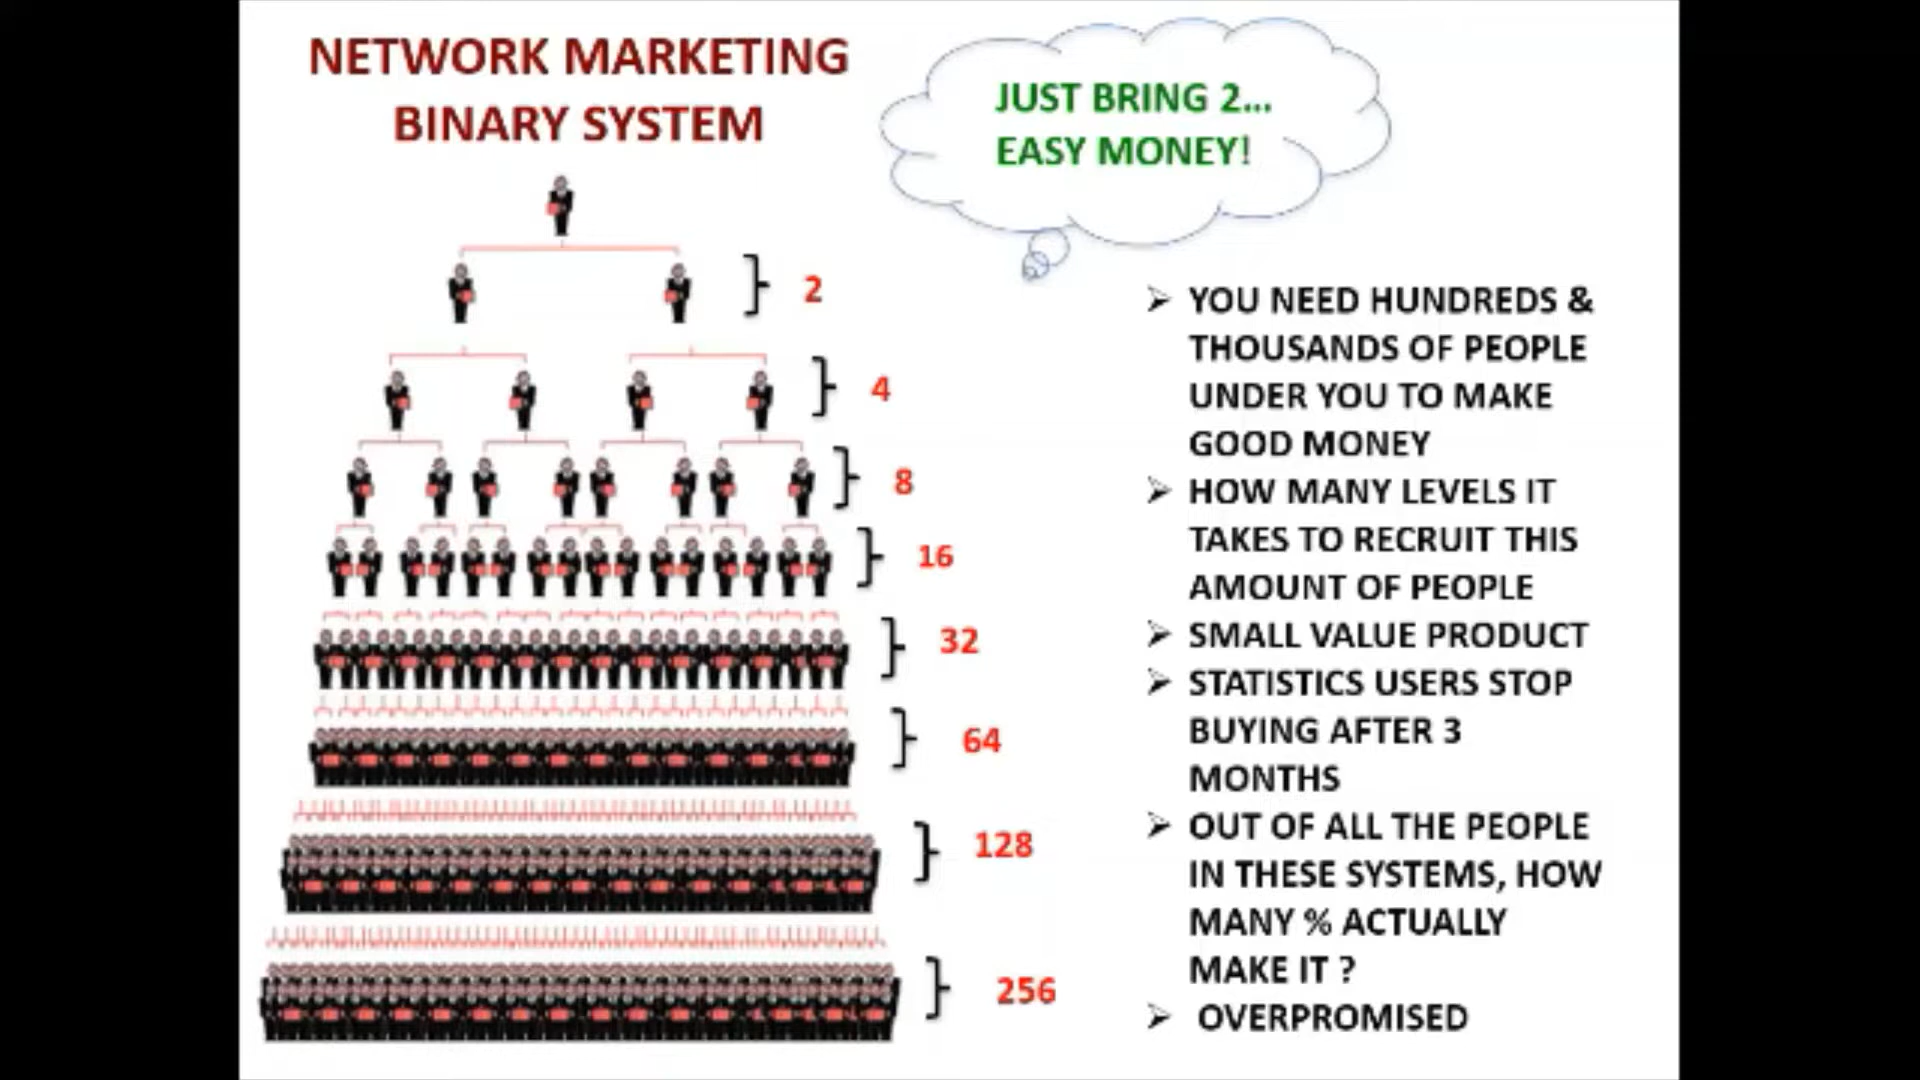 NETWORK MARKETING
BINARY SYSTEM
JUST BRING 2...
EASY MONEY!
2
4
8
16
32
64
128
256
➢ YOU NEED HUNDREDS &
THOUSANDS OF PEOPLE
UNDER YOU TO MAKE
GOOD MONEY
➢ HOW MANY LEVELS IT
TAKES TO RECRUIT THIS
AMOUNT OF PEOPLE
➢ SMALL VALUE PRODUCT
➢ STATISTICS USERS STOP
BUYING AFTER 3
MONTHS
➢ OUT OF ALL THE PEOPLE
IN THESE SYSTEMS, HOW
MANY % ACTUALLY
MAKE IT ?
➢ OVERPROMISED